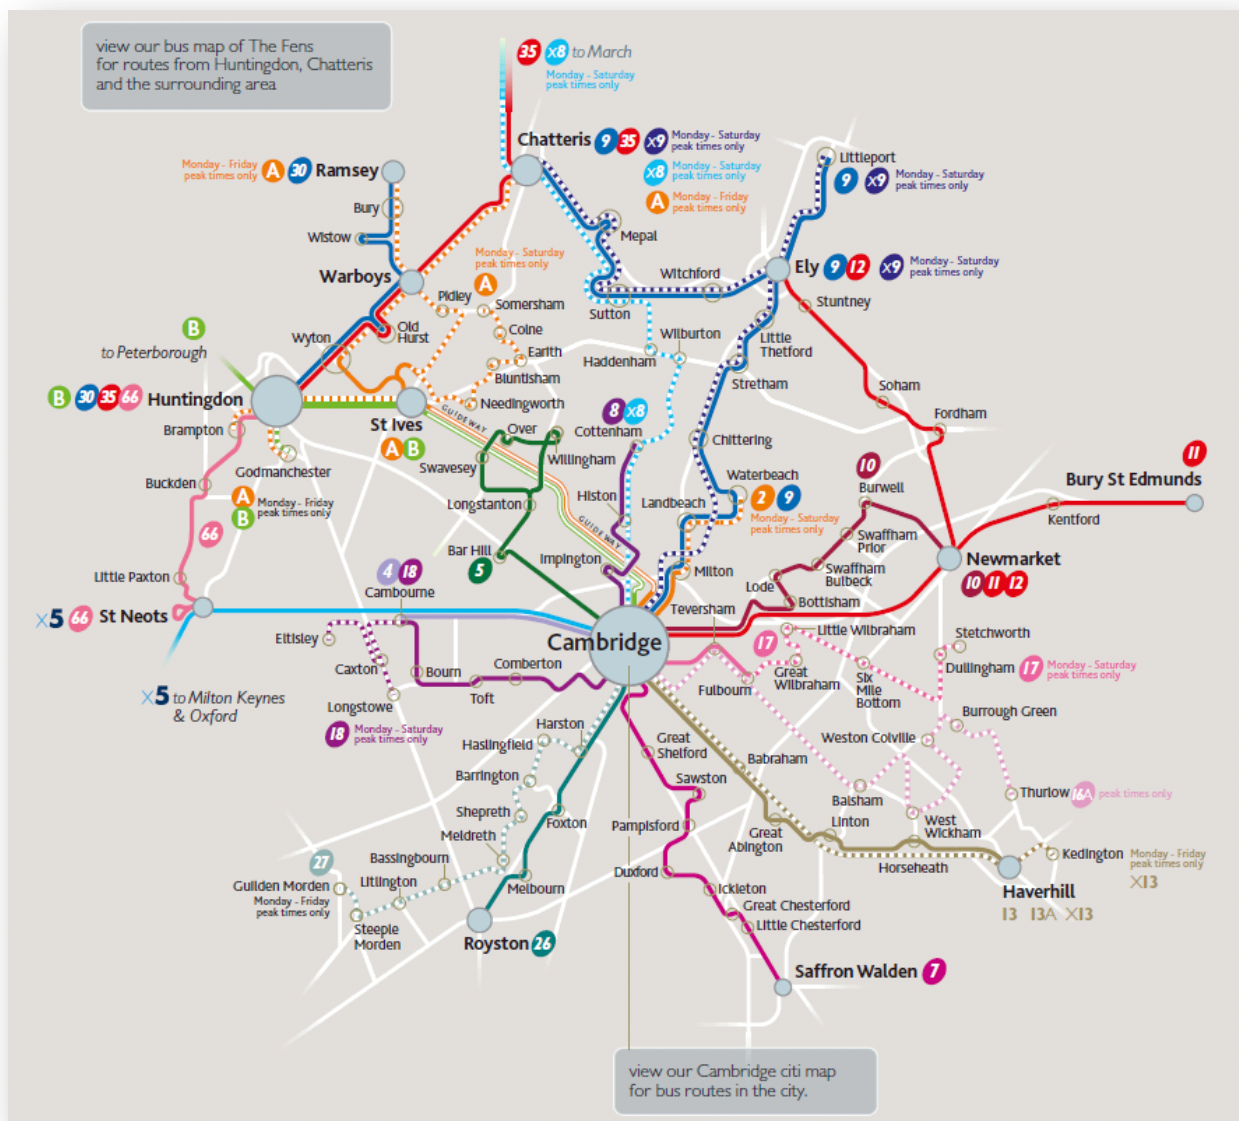 view our bus map of The Fens
for routes from Huntingdon, Chatteris
and the surrounding area
35 x8 to March
Monday - Saturday
peak times only
Chatteris 9 35 x9 Monday - Saturday
peak times only
x8 Monday - Saturday
peak times only
A Monday - Friday
peak times only
Monday - Friday
peak times only
A 30 Ramsey
Bury
Wistow
Warboys
Littleport
9 x9 Monday - Saturday
peak times only
Mepal
Witchford
Ely 9 12 x9 Monday - Saturday
peak times only
Monday - Saturday
peak times only
A
Pidley
Somersham
Sutton
Stuntney
Wyton
Old
Hurst
Colne
Earith
Bluntisham
Needingworth
Wilburton
Haddenham
Little
Thetford
Stretham
B
to Peterborough
B 30 35 66 Huntingdon
Brampton
St Ives
A B
GUIDEWAY
Soham
Fordham
8 x8
Cottenham
Over
Swavesey
Willingham
Chittering
Godmanchester
A
B
Monday - Friday
peak times only
Buckden
66
Longstanton
Histon
GUIDEWAY
Landbeach
Waterbeach
2 9
Monday - Saturday
peak times only
10
Burwell
11
Bury St Edmunds
Kentford
Swaffham
Prior
Swaffham
Bulbeck
Newmarket
10 11 12
Bar Hill
5
Impington
Milton
Lode
Bottisham
Little Paxton
4 18
Cambourne
Teversham
x5 66 St Neots
Cambridge
17
Little Wilbraham
Stetchworth
Eltisley
Caxton
Bourn
Comberton
Toft
Longstowe
18 Monday - Saturday
peak times only
Fulbourn
Great
Wilbraham
Six
Mile
Bottom
Dullingham 17 Monday - Saturday
peak times only
x5 to Milton Keynes
& Oxford
Harston
Haslingfield
Great
Shelford
Babraham
Weston Colville
Burrough Green
Barrington
Sawston
Balsham
Thurlow 16A peak times only
Shepreth
Foxton
Meldreth
Pampisford
Great
Abington
Linton
West
Wickham
27
Bassingbourn
Guilden Morden
Monday - Friday
peak times only
Litlington
Melbourn
Duxford
Horseheath
Kedington Monday - Friday
peak times only
X13
Haverhill
13 13A X13
Ickleton
Great Chesterford
Little Chesterford
Steeple
Morden
Royston 26
Saffron Walden 7
view our Cambridge citi map
for bus routes in the city.